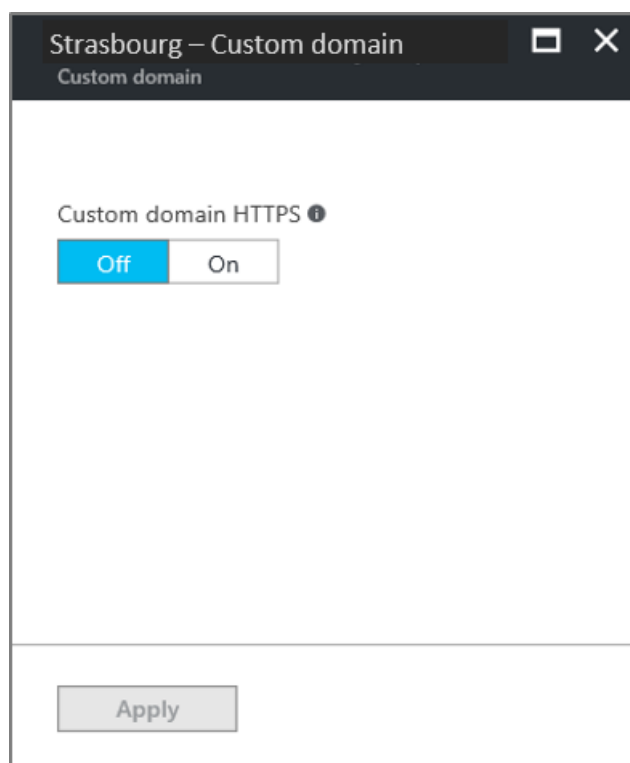 Strasbourg – Custom domain
Custom domain
Custom domain HTTPS
Off On
Apply